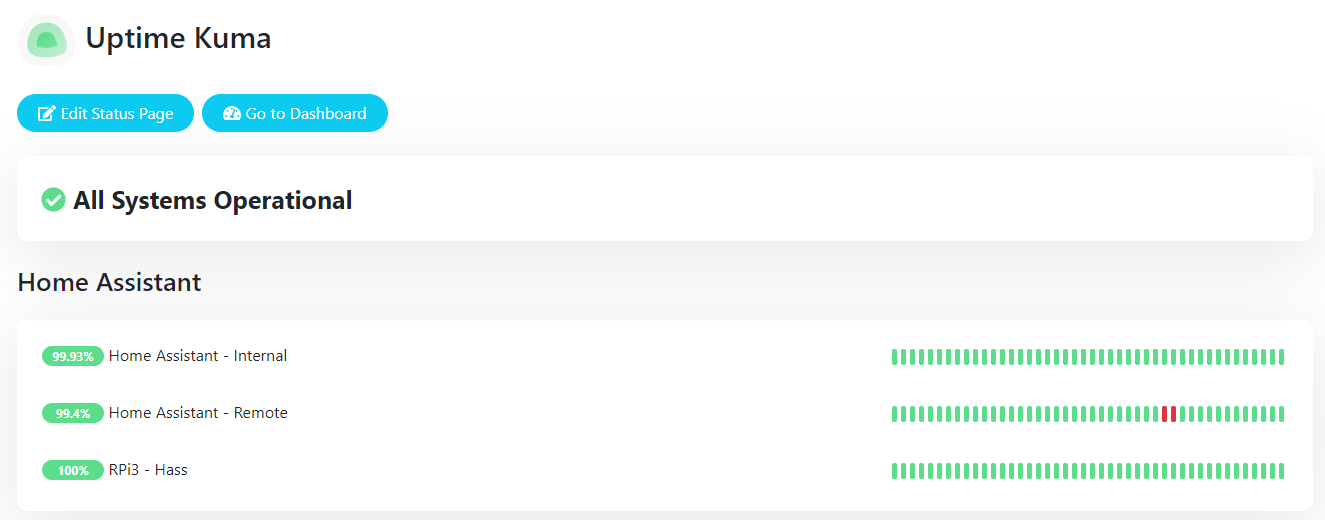 Uptime Kuma
Edit Status Page Go to Dashboard
All Systems Operational
Home Assistant
99.93% Home Assistant - Internal
99.4% Home Assistant - Remote
100% RPi3 - Hass